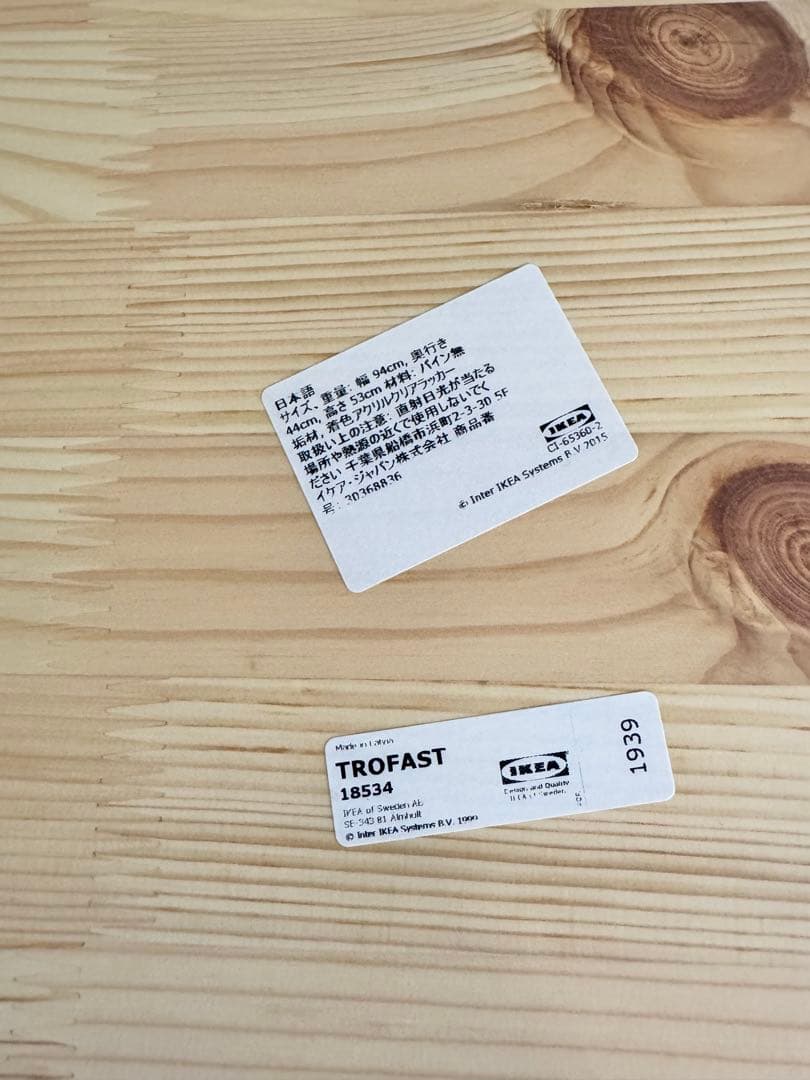 日本語
サイズ、重量: 幅 94cm, 奥行き
44cm, 高さ 53cm 材料: パイン無
垢材, 着色アクリルクリアラッカー
取扱い上の注意: 直射日光が当たる
場所や熱源の近くで使用しないでく
ださい 千葉県船橋市浜町2-3-30 5F
イケア・ジャパン株式会社 商品番
号: 30368836
IKEA
CI-65360-2
© Inter IKEA Systems B.V. 2015
Made in Latvia
TROFAST
18534
IKEA of Sweden AB
SE-343 81 Älmhult
© Inter IKEA Systems B.V. 1999
IKEA
Design and Quality
IKEA of Sweden
1939